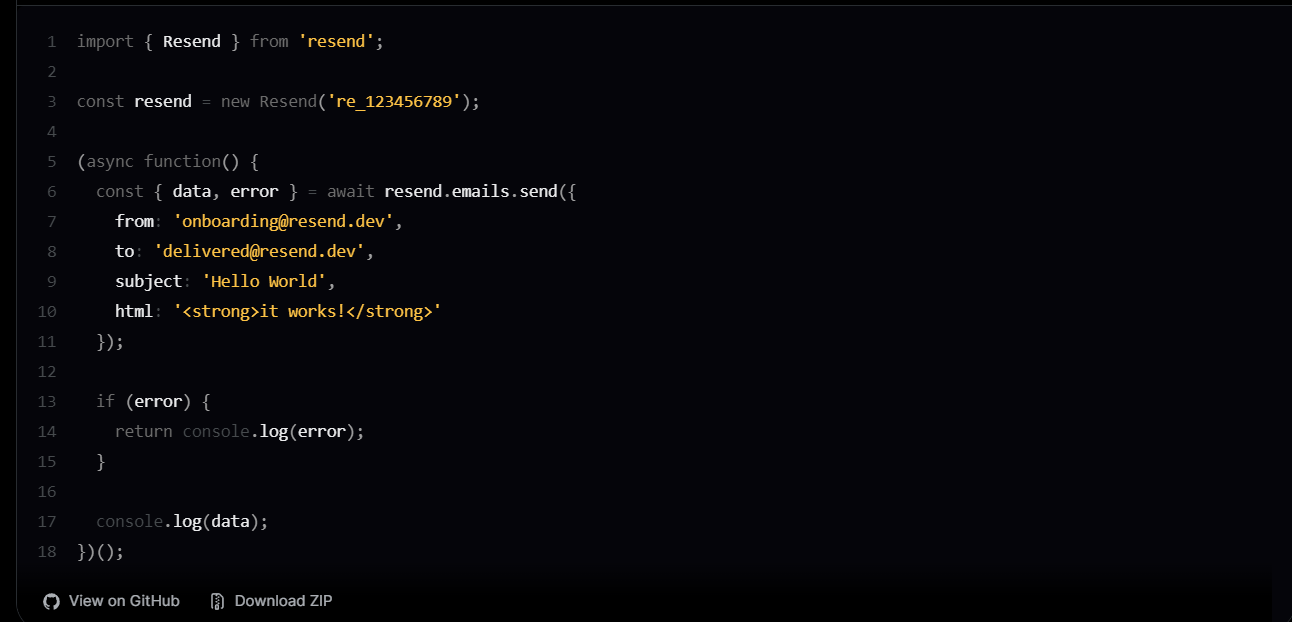 1 import { Resend } from 'resend';
2
3 const resend = new Resend('re_123456789');
4
5 (async function() {
6   const { data, error } = await resend.emails.send({
7     from: 'onboarding@resend.dev',
8     to: 'delivered@resend.dev',
9     subject: 'Hello World',
10     html: '<strong>it works!</strong>'
11   });
12
13   if (error) {
14     return console.log(error);
15   }
16
17   console.log(data);
18 })();
View on GitHub Download ZIP